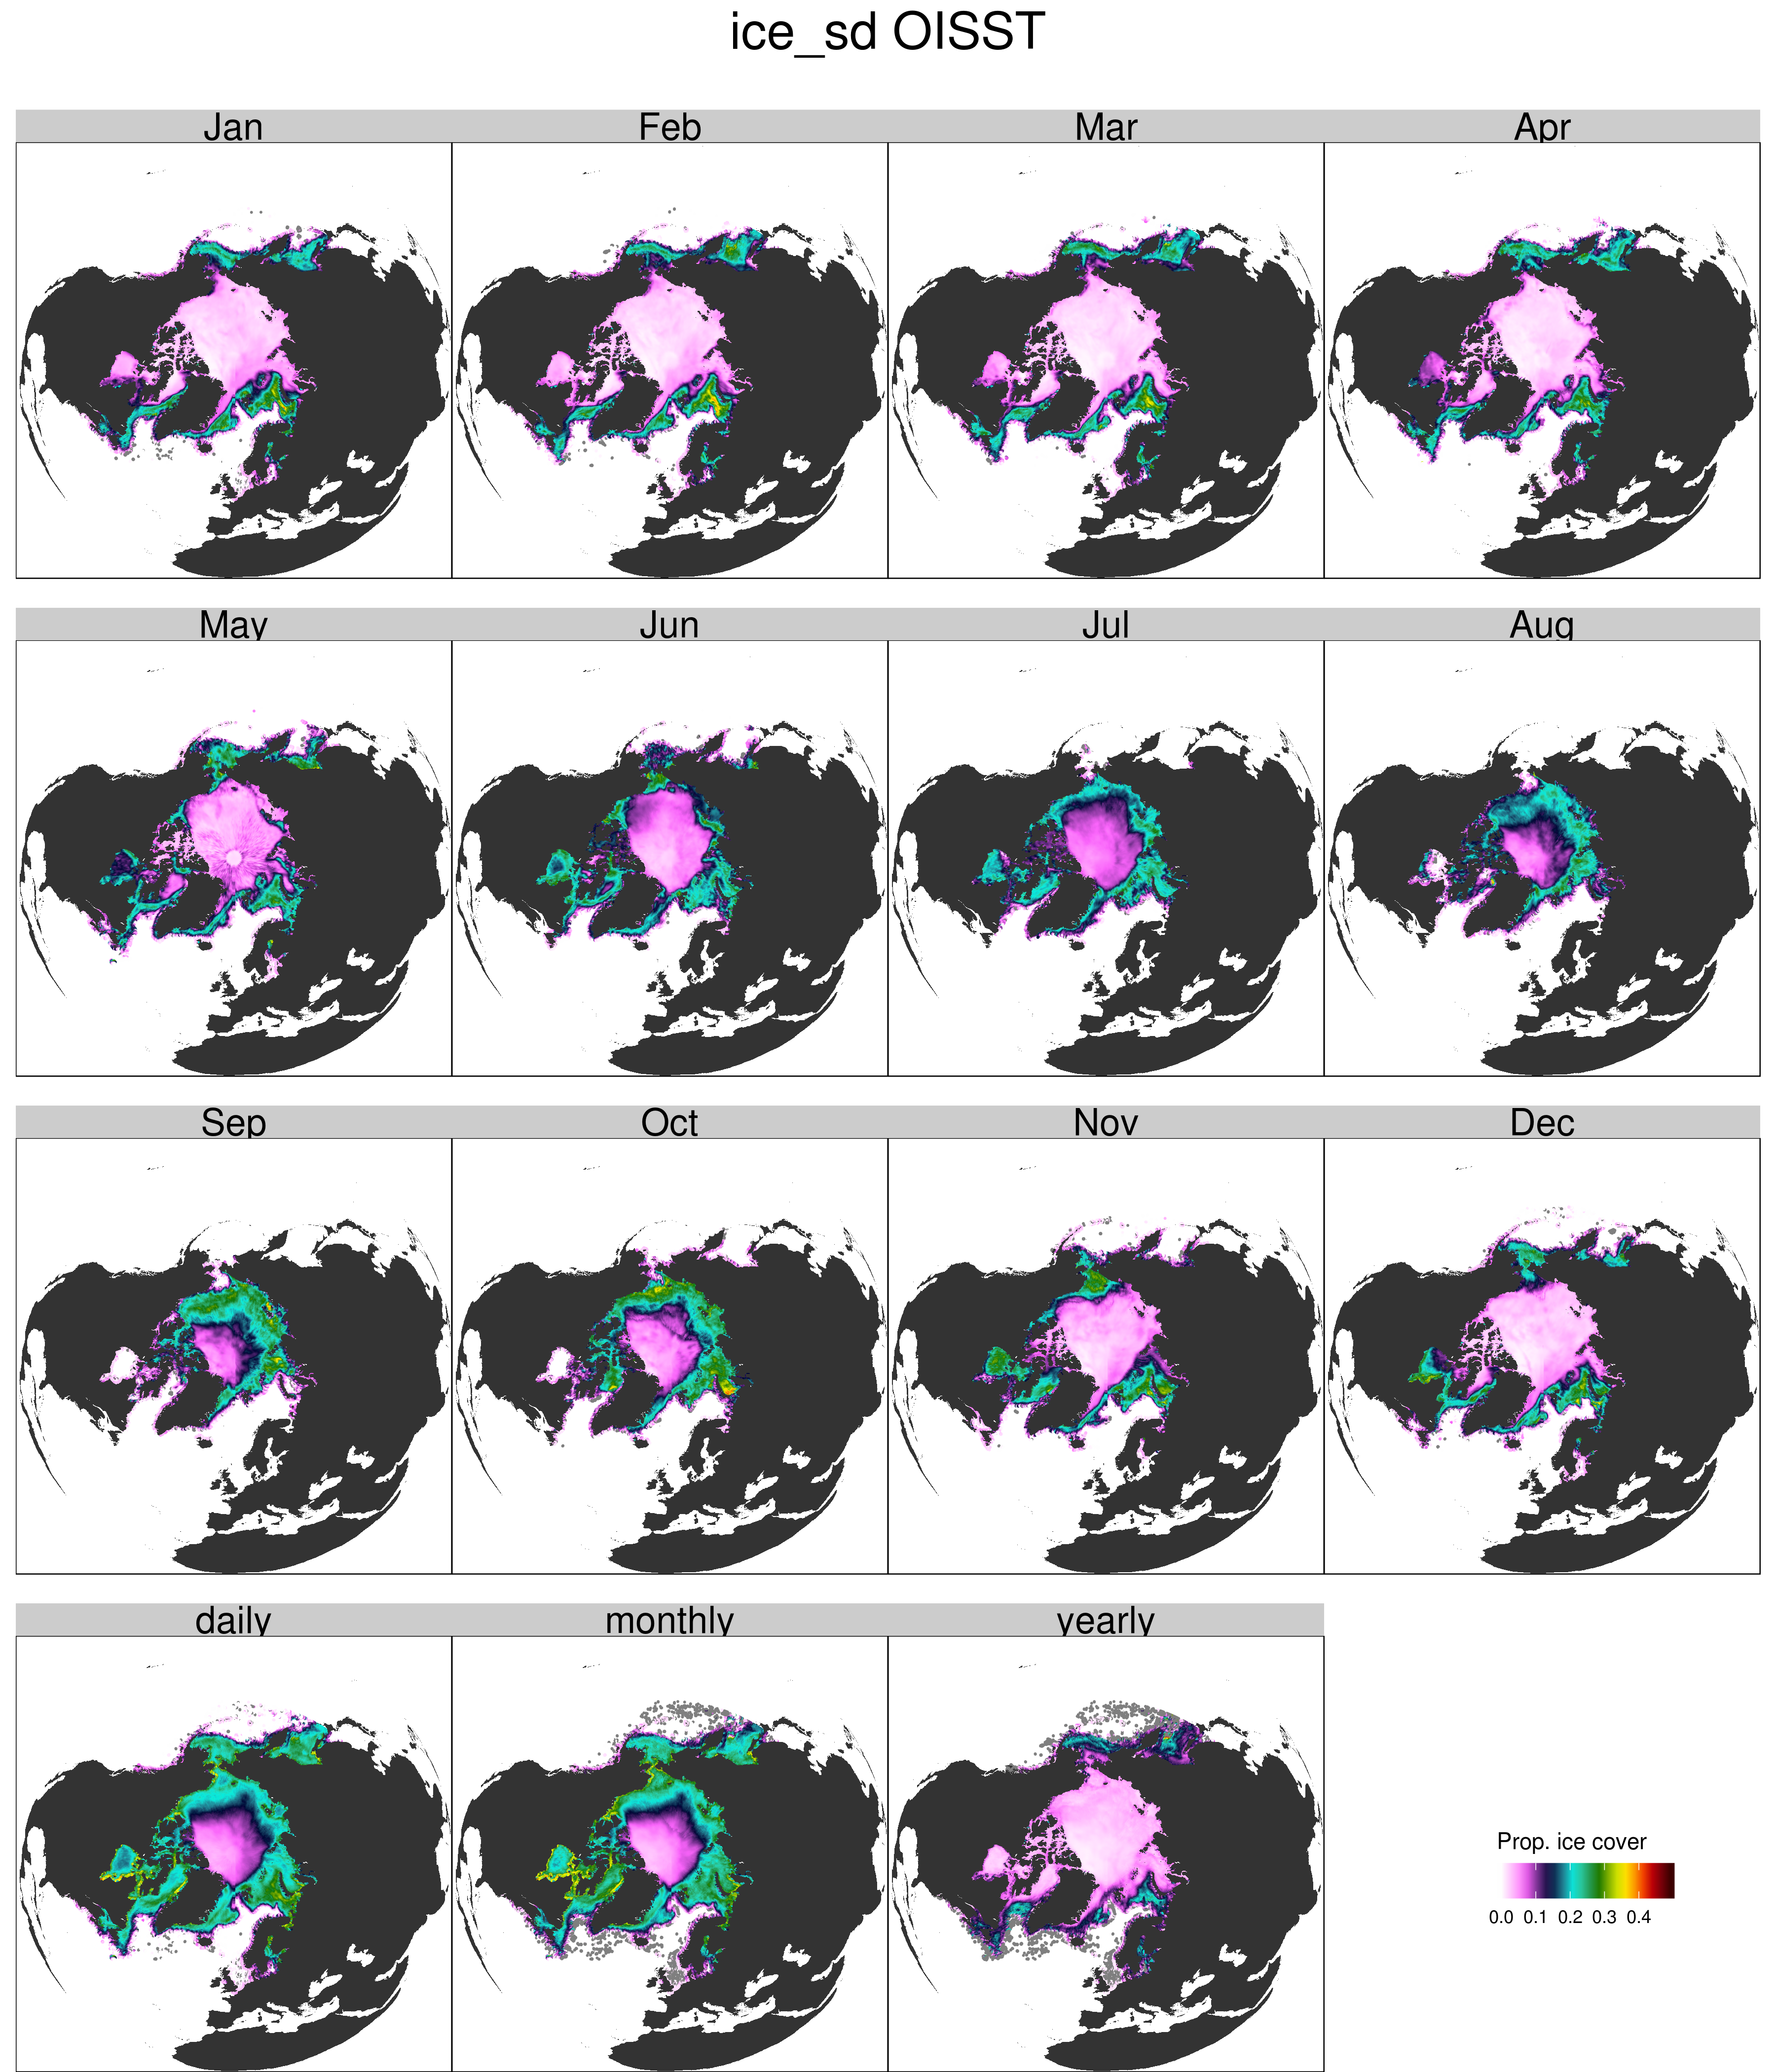 ice_sd OISST
Jan Feb Mar Apr
May Jun Jul Aug
Sep Oct Nov Dec
daily monthly yearly
Prop. ice cover
0.0 0.1 0.2 0.3 0.4